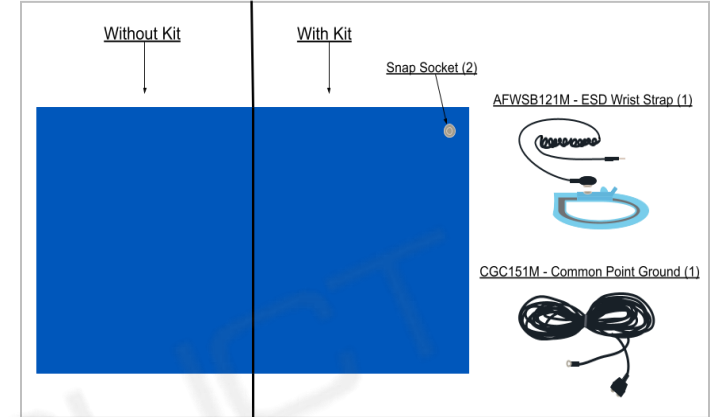 Without Kit
With Kit
Snap Socket (2)
AFWSB121M - ESD Wrist Strap (1)
CGC151M - Common Point Ground (1)